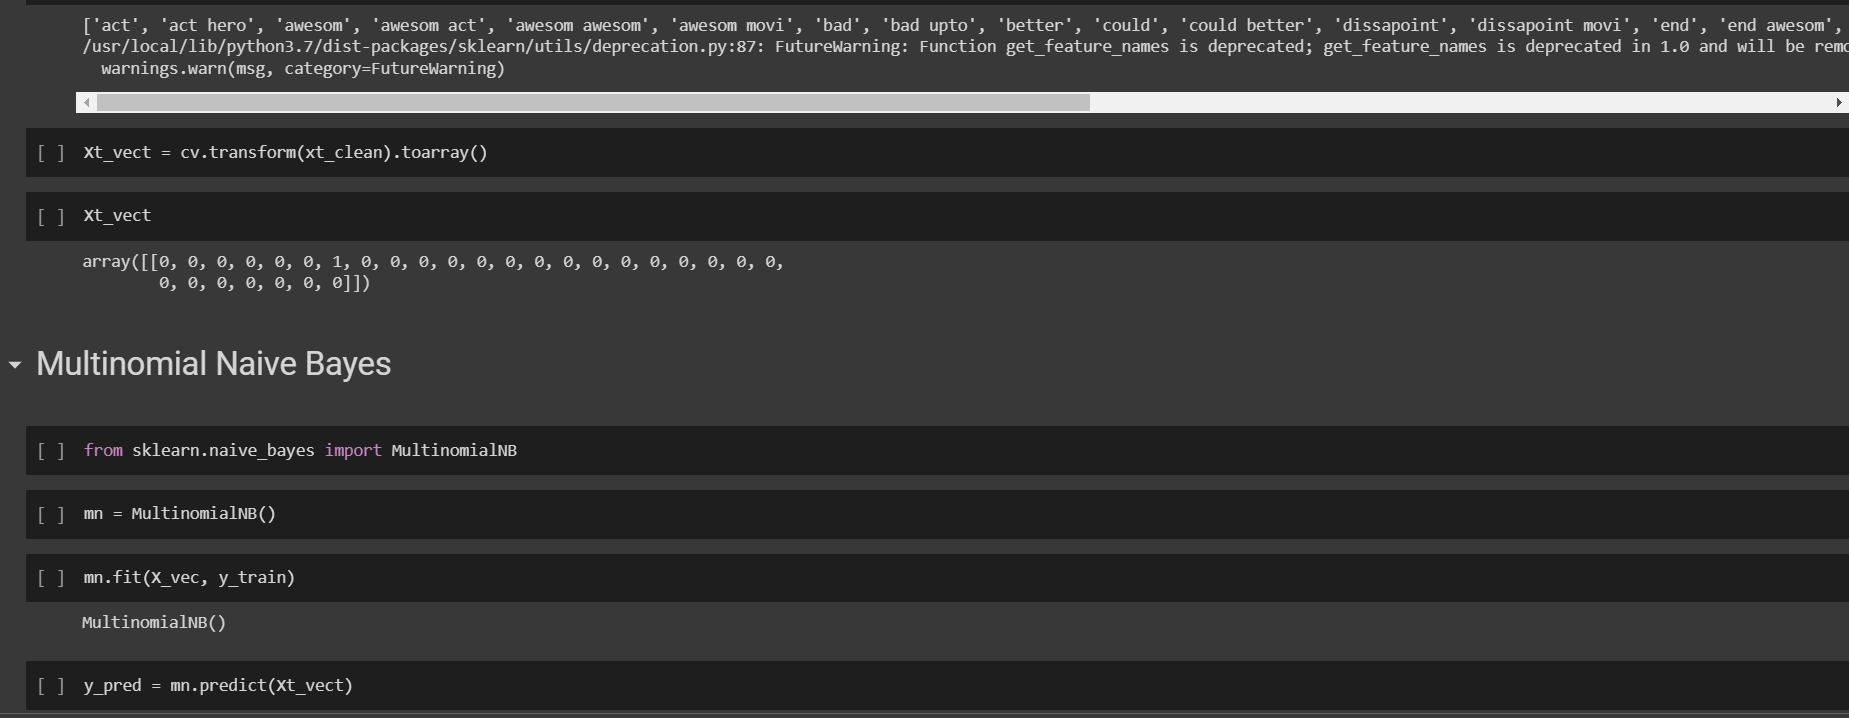 ['act', 'act hero', 'awesom', 'awesom act', 'awesom awesom', 'awesom movi', 'bad', 'bad upto', 'better', 'could', 'could better', 'dissapoint', 'dissapoint movi', 'end', 'end awesom',
/usr/local/lib/python3.7/dist-packages/sklearn/utils/deprecation.py:87: FutureWarning: Function get_feature_names is deprecated; get_feature_names is deprecated in 1.0 and will be remo
warnings.warn(msg, category=FutureWarning)
[ ] Xt_vect = cv.transform(xt_clean).toarray()
[ ] Xt_vect
array([[0, 0, 0, 0, 0, 0, 1, 0, 0, 0, 0, 0, 0, 0, 0, 0, 0, 0, 0, 0, 0, 0,
0, 0, 0, 0, 0, 0, 0]])
Multinomial Naive Bayes
[ ] from sklearn.naive_bayes import MultinomialNB
[ ] mn = MultinomialNB()
[ ] mn.fit(X_vec, y_train)
MultinomialNB()
[ ] y_pred = mn.predict(Xt_vect)